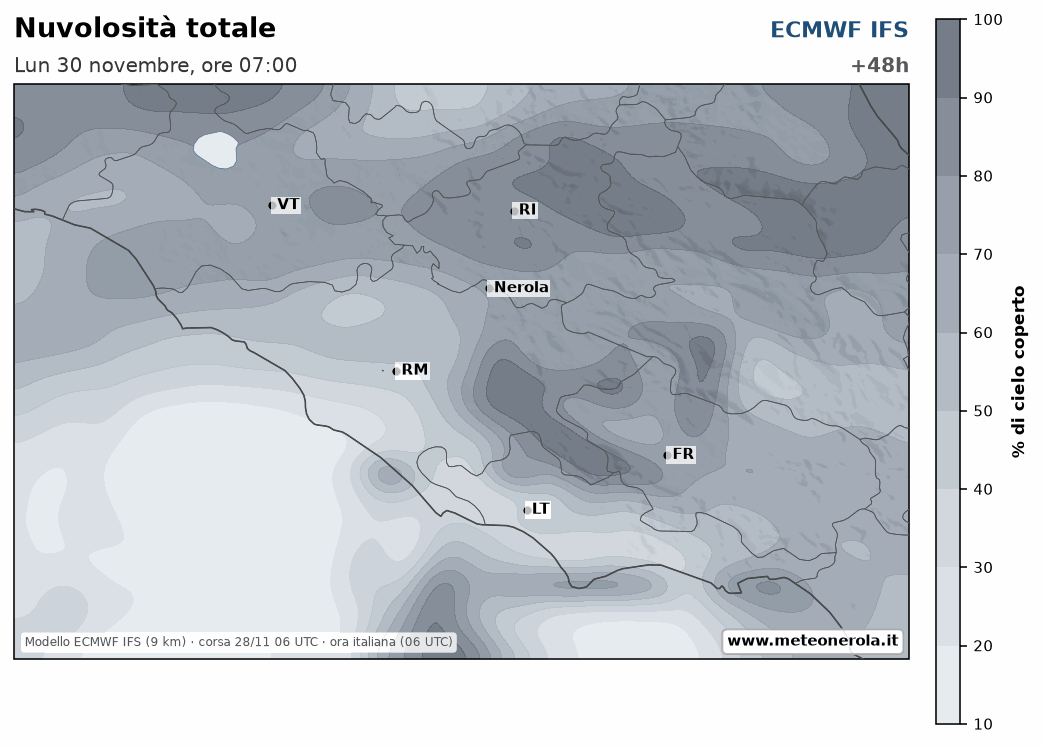 Nuvolosità totale
ECMWF IFS
Lun 30 novembre, ore 07:00
+48h
VT
RI
Nerola
RM
FR
LT
Modello ECMWF IFS (9 km) · corsa 28/11 06 UTC · ora italiana (06 UTC)
www.meteonerola.it
100
90
80
70
60
50
40
30
20
10
% di cielo coperto